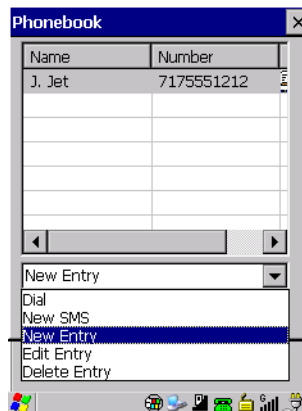 Phonebook
Name Number
J. Jet 7175551212
New Entry
Dial
New SMS
New Entry
Edit Entry
Delete Entry